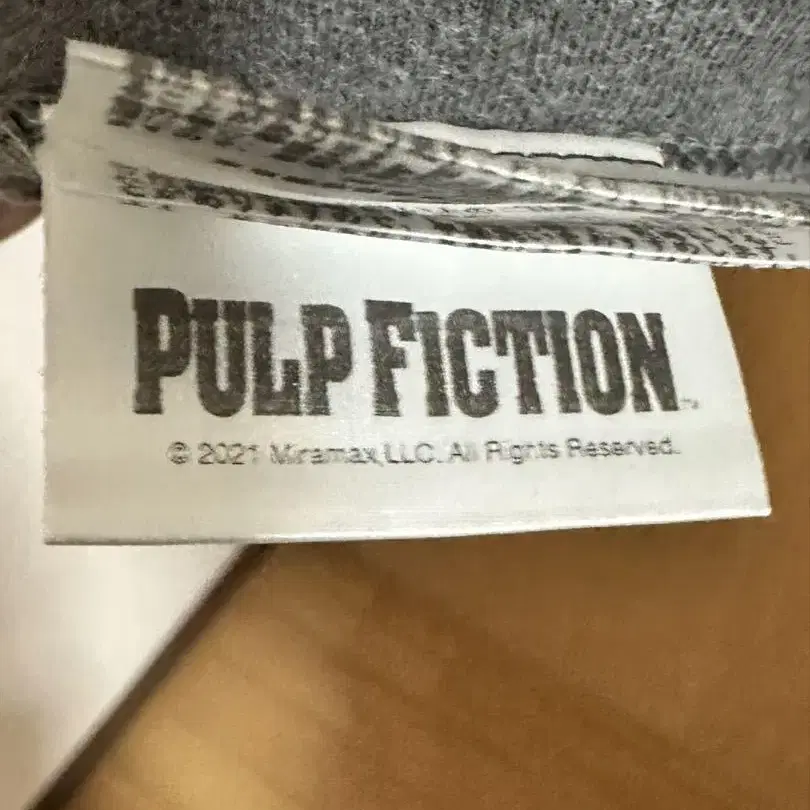 PULP FICTION™
© 2021 Miramax, LLC. All Rights Reserved.